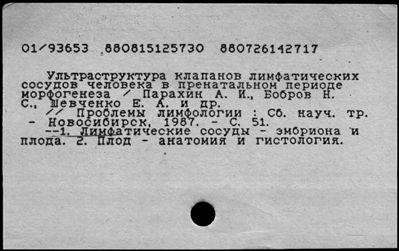 01/93653 880815125730 880726142717
Ультраструктура клапанов лимфатических
сосудов человека в пренатальном периоде
морфогенеза / Парахин А. И., Бобров Н.
С., Шевченко Е. А. и др.
// Проблемы лимфологии : Сб. науч. тр.
- Новосибирск, 1987. - С. 51.
--1. Лимфатические сосуды - эмбриона и
плода. 2. Плод - анатомия и гистология.